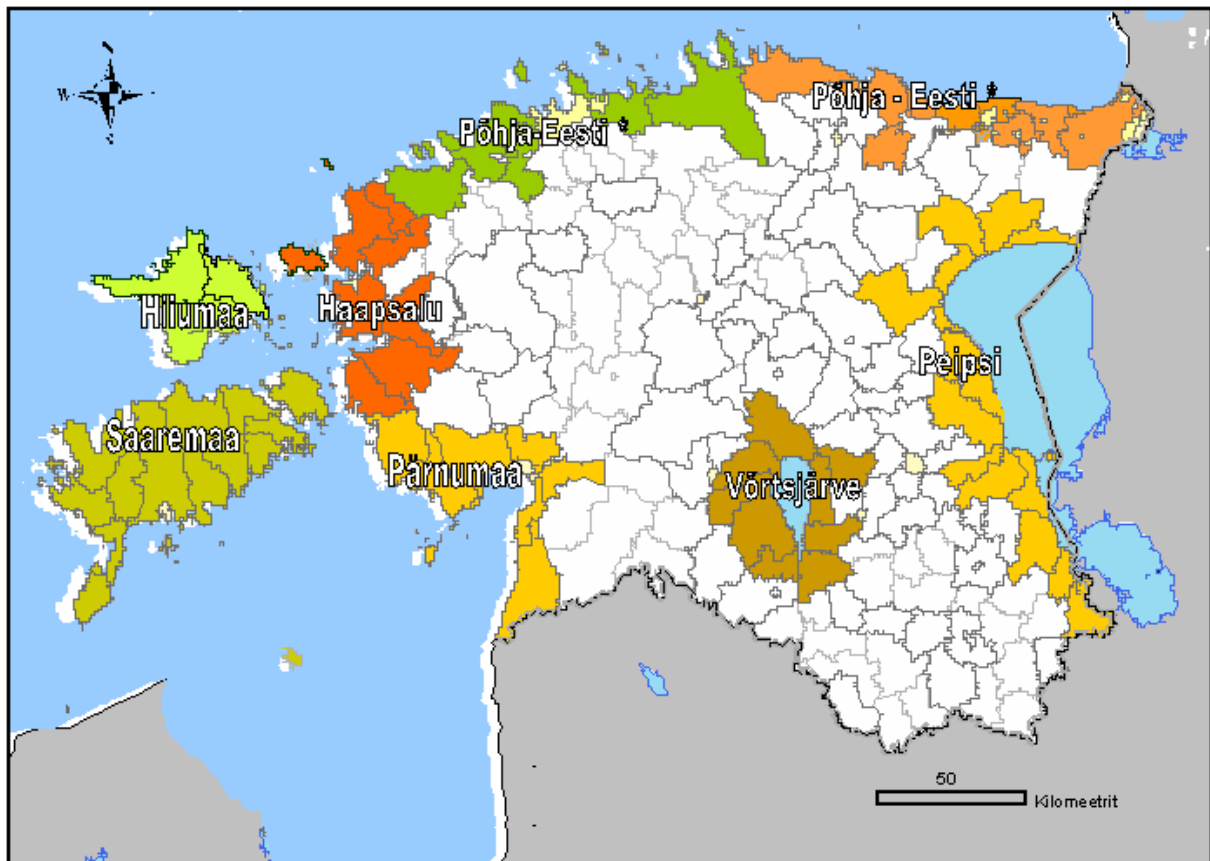 W
Põhja - Eesti *
Põhja-Eesti *
Hiiumaa
Haapsalu
Peipsi
Saaremaa
Pärnumaa
Võrtsjärve
50
Kilomeetrit